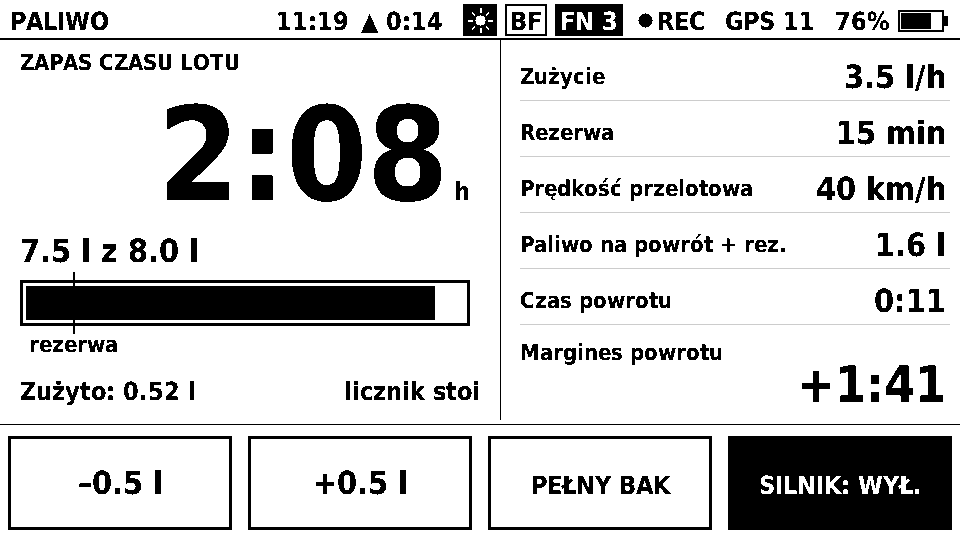 PALIWO 11:19 ▲ 0:14 BF FN 3 ●REC GPS 11 76%
ZAPAS CZASU LOTU
2:08 h
7.5 l z 8.0 l
rezerwa
Zużyto: 0.52 l licznik stoi
Zużycie 3.5 l/h
Rezerwa 15 min
Prędkość przelotowa 40 km/h
Paliwo na powrót + rez. 1.6 l
Czas powrotu 0:11
Margines powrotu
+1:41
–0.5 l +0.5 l PEŁNY BAK SILNIK: WYŁ.